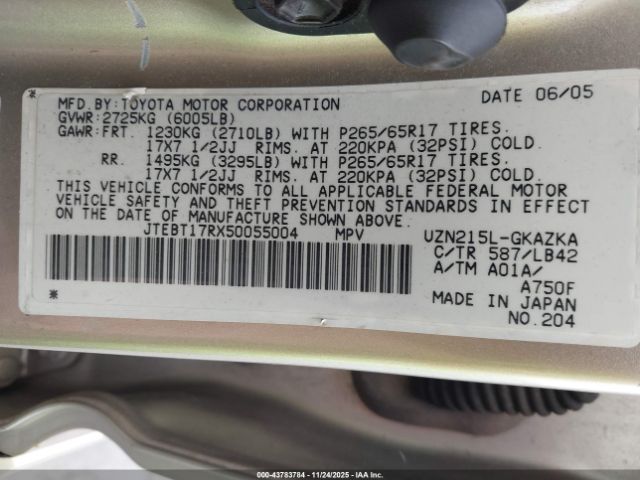 MFD.BY:TOYOTA MOTOR CORPORATION DATE 06/05
GVWR:2725KG (6005LB)
GAWR:FRT. 1230KG (2710LB) WITH P265/65R17 TIRES.
17X7 1/2JJ RIMS. AT 220KPA (32PSI) COLD.
RR. 1495KG (3295LB) WITH P265/65R17 TIRES.
17X7 1/2JJ RIMS. AT 220KPA (32PSI) COLD.
THIS VEHICLE CONFORMS TO ALL APPLICABLE FEDERAL MOTOR
VEHICLE SAFETY AND THEFT PREVENTION STANDARDS IN EFFECT
ON THE DATE OF MANUFACTURE SHOWN ABOVE.
JTEBT17RX50055004 MPV UZN215L-GKAZKA
C/TR 587/LB42
A/TM A01A/
A750F
MADE IN JAPAN
NO.204
000-43783784 - 11/24/2025 - IAA Inc.